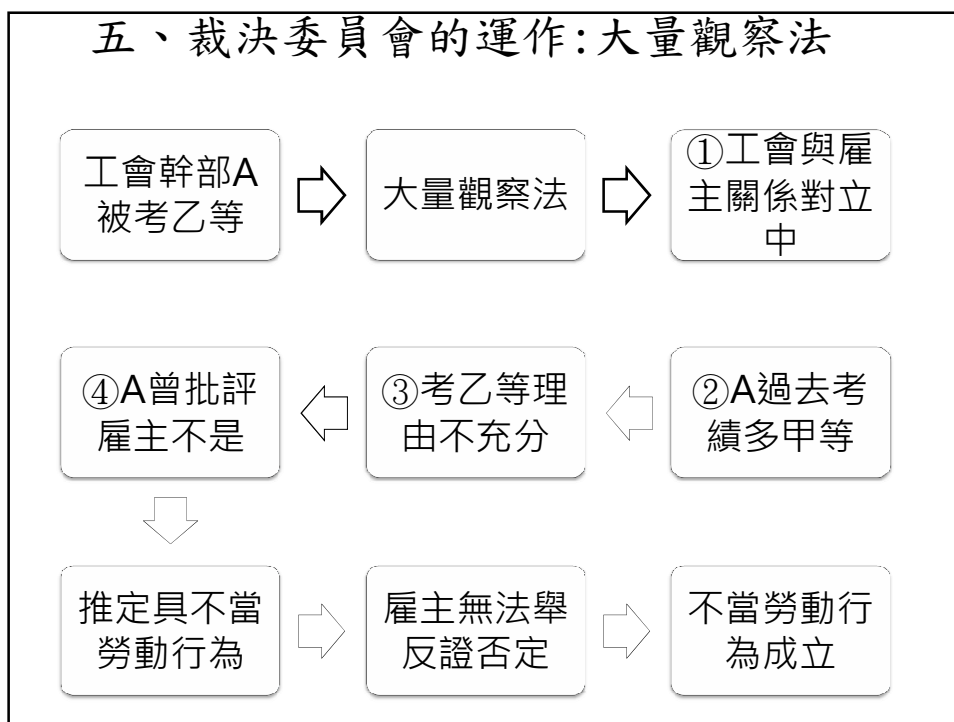 五、裁決委員會的運作:大量觀察法
工會幹部A
被考乙等
大量觀察法
①工會與雇
主關係對立
中
②A過去考
績多甲等
③考乙等理
由不充分
④A曾批評
雇主不是
推定具不當
勞動行為
雇主無法舉
反證否定
不當勞動行
為成立